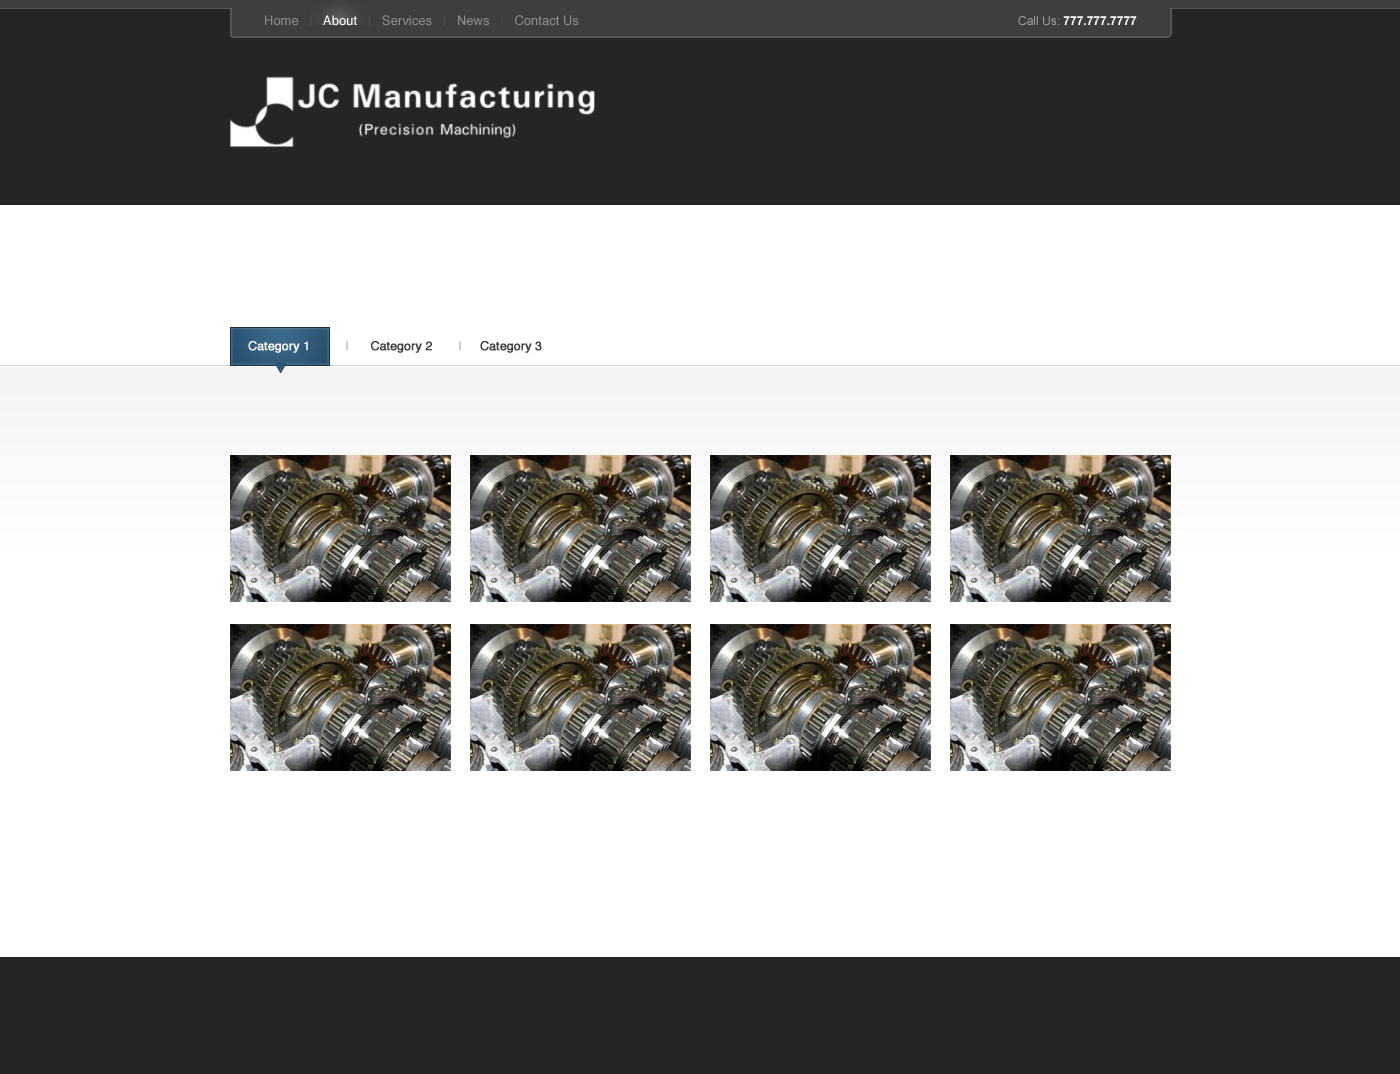 Home About Services News Contact Us Call Us: 777.777.7777
JC Manufacturing
(Precision Machining)
Category 1 Category 2 Category 3